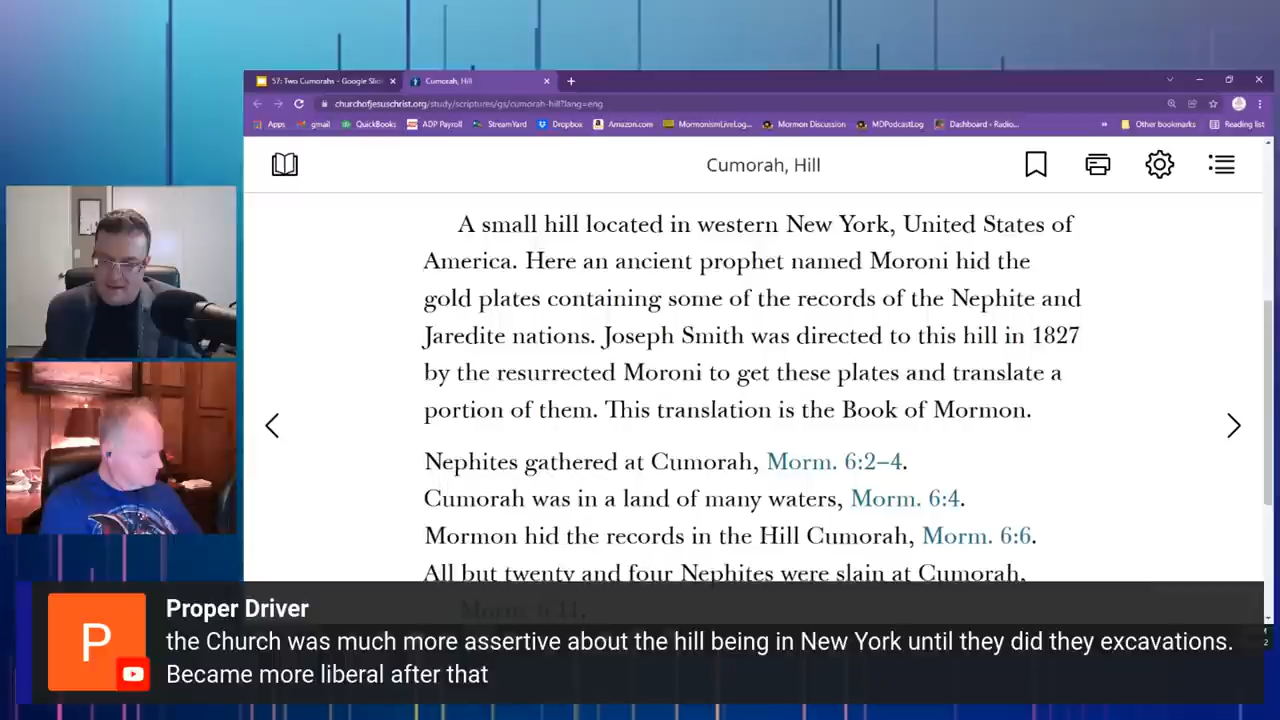 57: Two Cumorahs - Google Slid
Cumorah, Hill
churchofjesuschrist.org/study/scriptures/gs/cumorah-hill?lang=eng
Apps gmail QuickBooks ADP Payroll StreamYard Dropbox Amazon.com MormonismLiveLog... Mormon Discussion MDPodcastLog Dashboard - Radio... Other bookmarks Reading list
Cumorah, Hill
A small hill located in western New York, United States of
America. Here an ancient prophet named Moroni hid the
gold plates containing some of the records of the Nephite and
Jaredite nations. Joseph Smith was directed to this hill in 1827
by the resurrected Moroni to get these plates and translate a
portion of them. This translation is the Book of Mormon.
Nephites gathered at Cumorah, Morm. 6:2–4.
Cumorah was in a land of many waters, Morm. 6:4.
Mormon hid the records in the Hill Cumorah, Morm. 6:6.
All but twenty and four Nephites were slain at Cumorah,
Morm. 6:11.
P
Proper Driver
the Church was much more assertive about the hill being in New York until they did they excavations.
Became more liberal after that